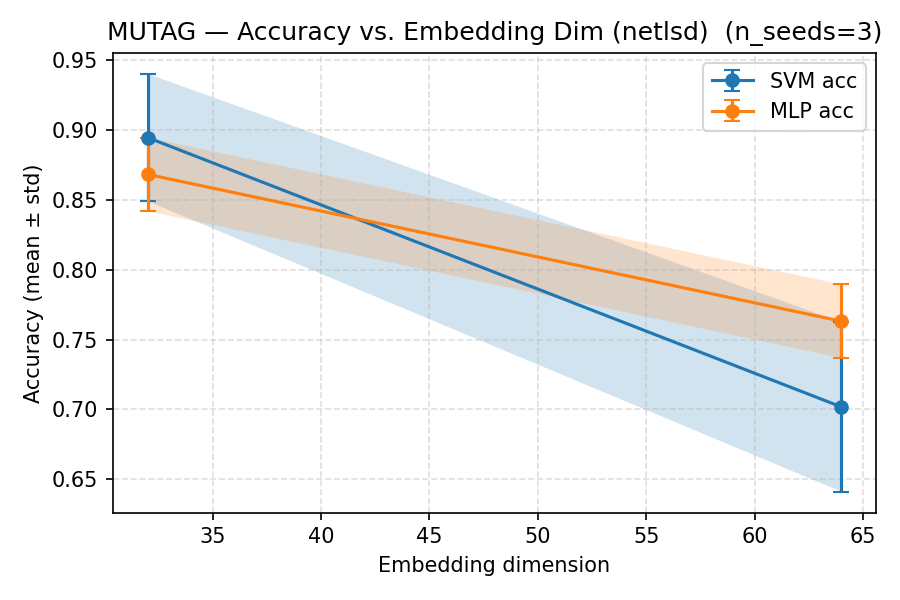 MUTAG — Accuracy vs. Embedding Dim (netlsd)  (n_seeds=3)
SVM acc
MLP acc
Accuracy (mean ± std)
0.95
0.90
0.85
0.80
0.75
0.70
0.65
35 40 45 50 55 60 65
Embedding dimension